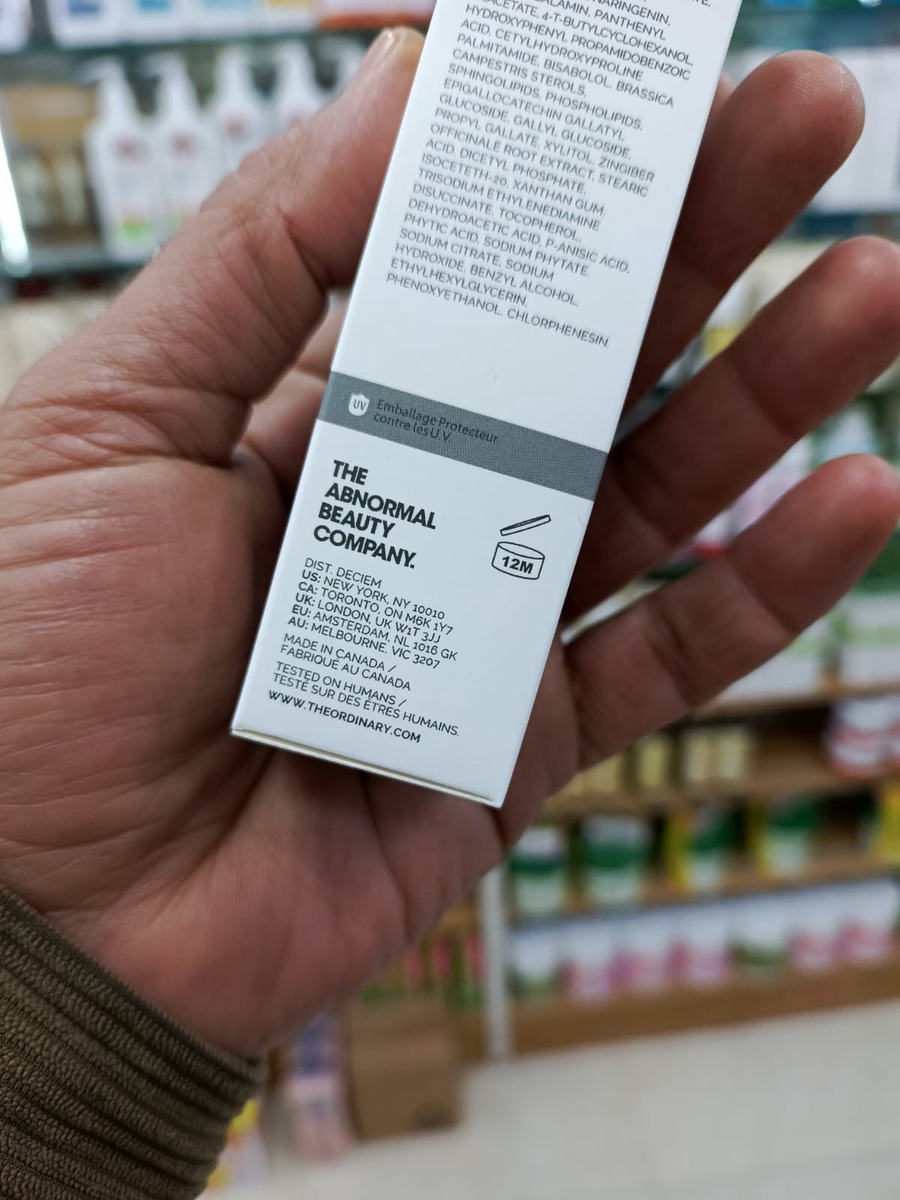 NARINGENIN,
ALAMIN, PANTHENYL
ACETATE, 4-T-BUTYLCYCLOHEXANOL,
HYDROXYPHENYL PROPAMIDOBENZOIC
ACID, CETYLHYDROXYPROLINE
PALMITAMIDE, BISABOLOL, BRASSICA
CAMPESTRIS STEROLS,
SPHINGOLIPIDS, PHOSPHOLIPIDS,
EPIGALLOCATECHIN GALLATYL
GLUCOSIDE, GALLYL GLUCOSIDE,
PROPYL GALLATE, XYLITOL, ZINGIBER
OFFICINALE ROOT EXTRACT, STEARIC
ACID, DICETYL PHOSPHATE,
ISOCETETH-20, XANTHAN GUM,
TRISODIUM ETHYLENEDIAMINE
DISUCCINATE, TOCOPHEROL,
DEHYDROACETIC ACID, P-ANISIC ACID,
PHYTIC ACID, SODIUM PHYTATE,
SODIUM CITRATE, SODIUM
HYDROXIDE, BENZYL ALCOHOL,
ETHYLHEXYLGLYCERIN,
PHENOXYETHANOL, CHLORPHENESIN.
UV Emballage Protecteur
contre les U.V.
THE
ABNORMAL
BEAUTY
COMPANY.
12M
DIST. DECIEM
US: NEW YORK, NY 10010
CA: TORONTO, ON M6K 1Y7
UK: LONDON, UK W1T 3JJ
EU: AMSTERDAM, NL 1016 GK
AU: MELBOURNE, VIC 3207
MADE IN CANADA /
FABRIQUÉ AU CANADA
TESTED ON HUMANS /
TESTÉ SUR DES ÊTRES HUMAINS.
WWW.THEORDINARY.COM